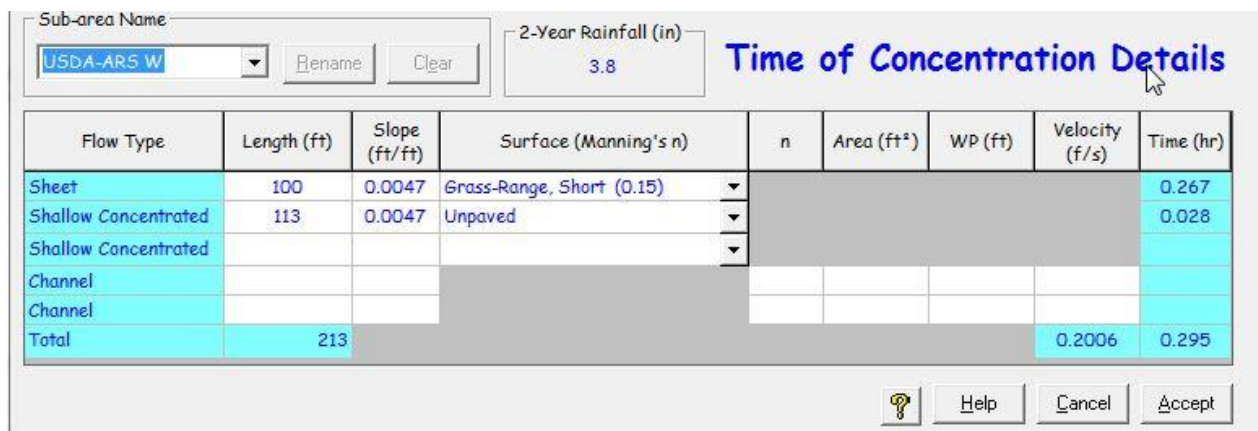 Sub-area Name
USDA-ARS W
Rename
Clear
2-Year Rainfall (in)
3.8
Time of Concentration Details
Flow Type Length (ft) Slope (ft/ft) Surface (Manning's n) n Area (ft²) WP (ft) Velocity (f/s) Time (hr)
Sheet 100 0.0047 Grass-Range, Short (0.15) 0.267
Shallow Concentrated 113 0.0047 Unpaved 0.028
Shallow Concentrated
Channel
Channel
Total 213 0.2006 0.295
? Help Cancel Accept